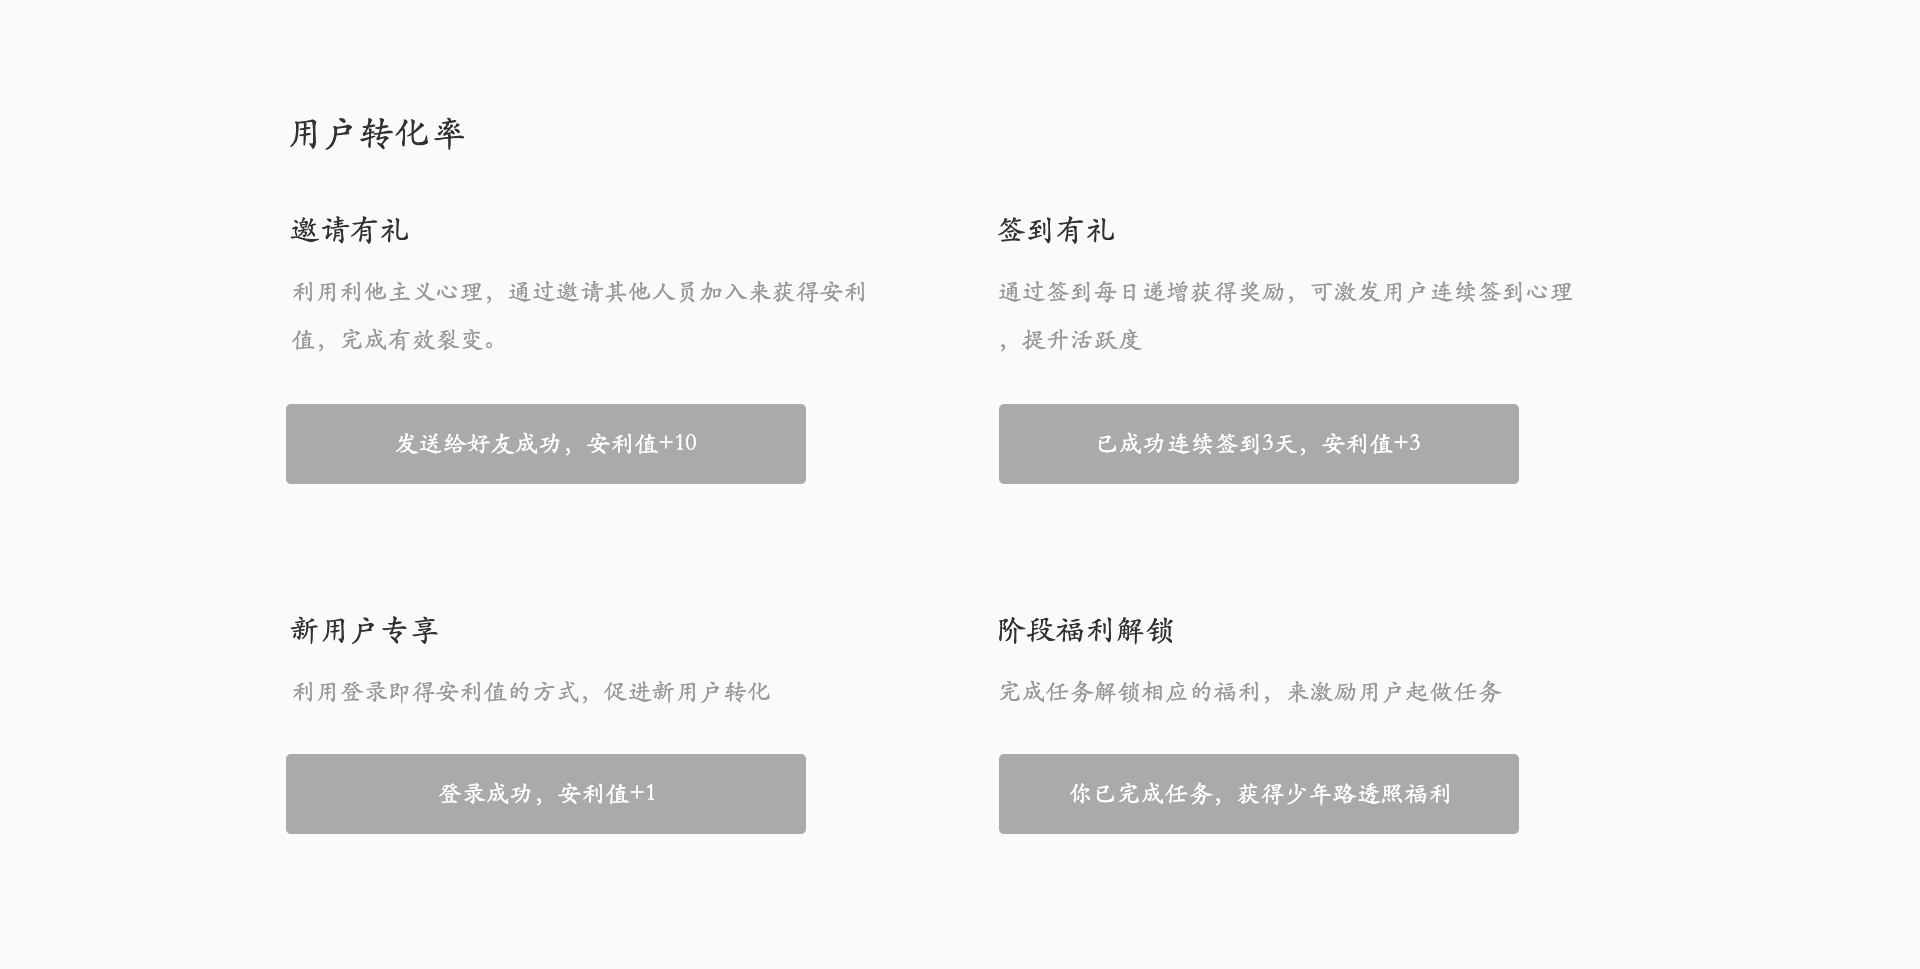 用户转化率
邀请有礼
利用利他主义心理，通过邀请其他人员加入来获得安利
值，完成有效裂变。
发送给好友成功，安利值+10
签到有礼
通过签到每日递增获得奖励，可激发用户连续签到心理
，提升活跃度
已成功连续签到3天，安利值+3
新用户专享
利用登录即得安利值的方式，促进新用户转化
登录成功，安利值+1
阶段福利解锁
完成任务解锁相应的福利，来激励用户起做任务
你已完成任务，获得少年路透照福利